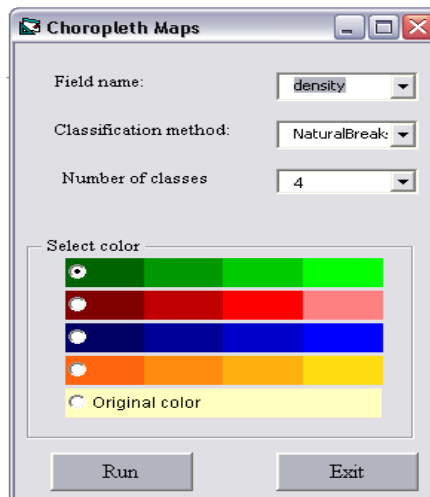 Choropleth Maps
Field name: density
Classification method: NaturalBreak
Number of classes 4
Select color
Original color
Run Exit